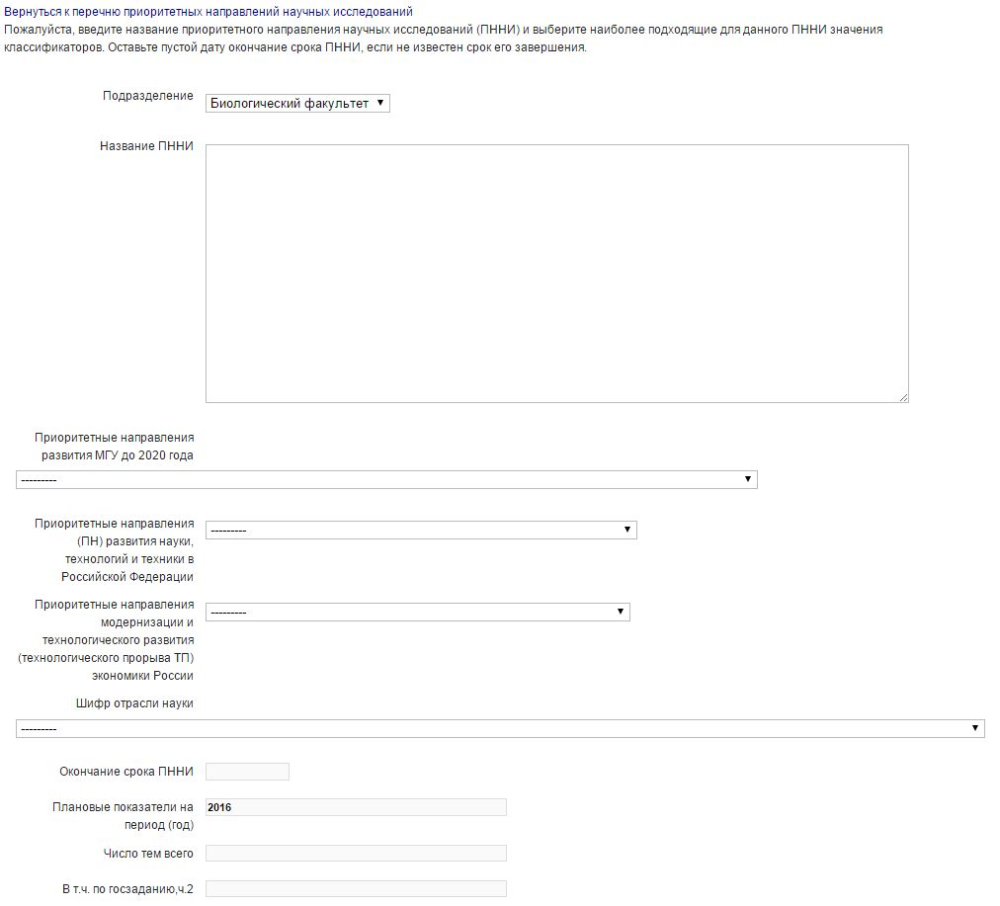 Вернуться к перечню приоритетных направлений научных исследований
Пожалуйста, введите название приоритетного направления научных исследований (ПННИ) и выберите наиболее подходящие для данного ПННИ значения
классификаторов. Оставьте пустой дату окончание срока ПННИ, если не известен срок его завершения.
Подразделение
Биологический факультет
Название ПННИ
Приоритетные направления
развития МГУ до 2020 года
---------
Приоритетные направления
(ПН) развития науки,
технологий и техники в
Российской Федерации
---------
Приоритетные направления
модернизации и
технологического развития
(технологического прорыва ТП)
экономики России
---------
Шифр отрасли науки
---------
Окончание срока ПННИ
Плановые показатели на
период (год)
2016
Число тем всего
В т.ч. по госзаданию,ч.2